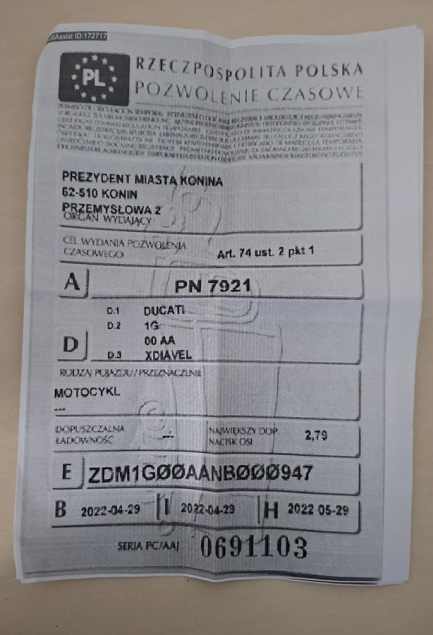 PL
RZECZPOSPOLITA POLSKA
POZWOLENIE CZASOWE
PREZYDENT MIASTA KONINA
62-510 KONIN
PRZEMYSŁOWA 2
ORGAN WYDAJĄCY
CEL WYDANIA POZWOLENIA
CZASOWEGO
Art. 74 ust. 2 pkt 1
A PN 7921
D.1 DUCATI
D.2 1G
00 AA
D
D.3 XDIAVEL
RODZAJ POJAZDU / PRZEZNACZENIE
MOTOCYKL
---
DOPUSZCZALNA
ŁADOWNOŚĆ
---
NAJWIĘKSZY DOP.
NACISK OSI
2,79
E ZDM1GØØAANBØØØ947
B 2022-04-29 I 2022-04-29 H 2022 05-29
SERIA PC/AAJ 0691103